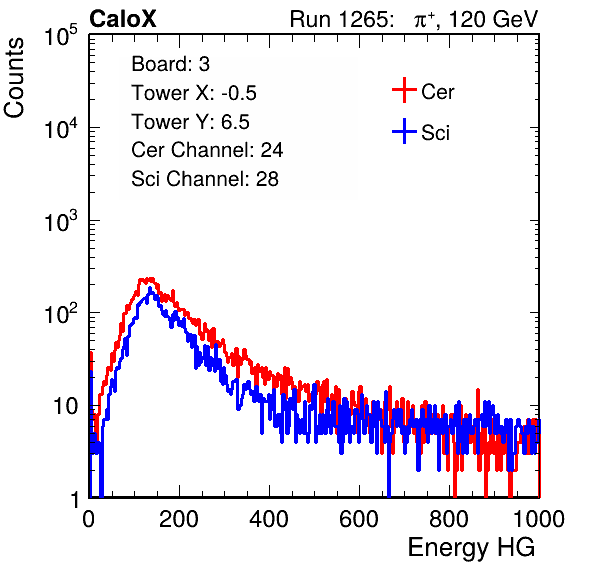 CaloX Run 1265: π⁺, 120 GeV
Counts
10⁵
10⁴
10³
10²
10
1
Board: 3
Tower X: -0.5
Tower Y: 6.5
Cer Channel: 24
Sci Channel: 28
Cer
Sci
0 200 400 600 800 1000
Energy HG